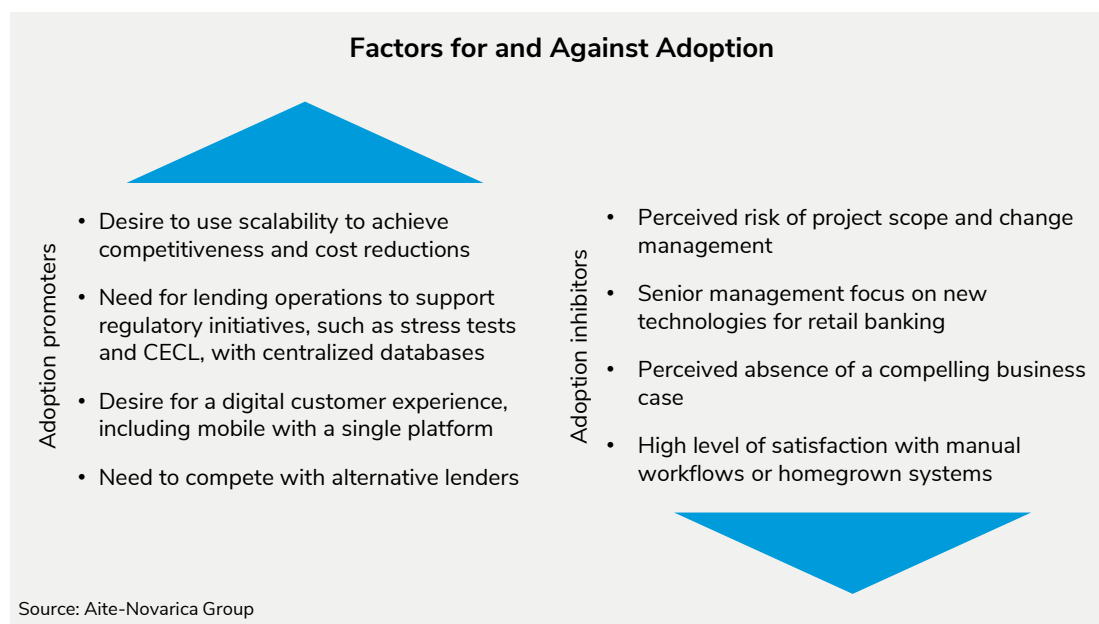 Factors for and Against Adoption
Adoption promoters
• Desire to use scalability to achieve
competitiveness and cost reductions
• Need for lending operations to support
regulatory initiatives, such as stress tests
and CECL, with centralized databases
• Desire for a digital customer experience,
including mobile with a single platform
• Need to compete with alternative lenders
Adoption inhibitors
• Perceived risk of project scope and change
management
• Senior management focus on new
technologies for retail banking
• Perceived absence of a compelling business
case
• High level of satisfaction with manual
workflows or homegrown systems
Source: Aite-Novarica Group